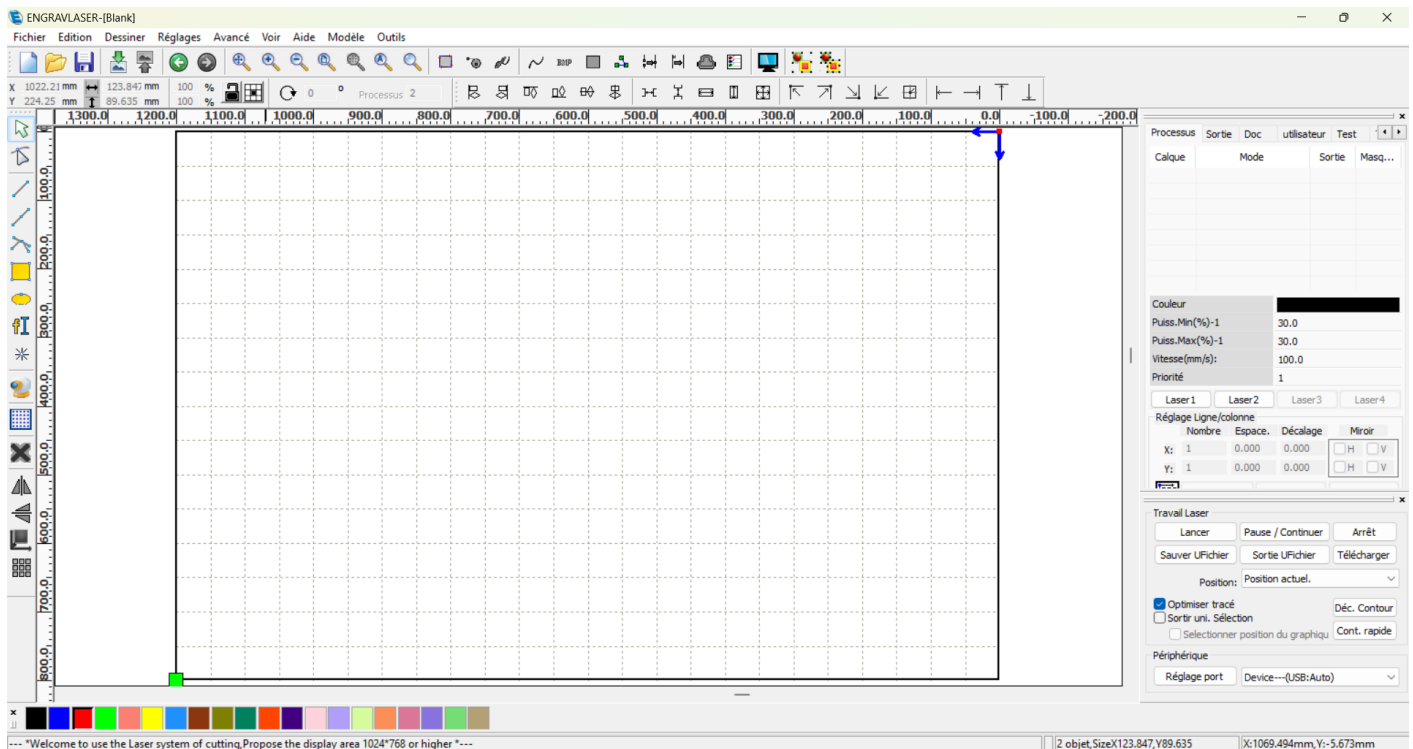 ENGRAVLASER-[Blank]
Fichier Edition Dessiner Réglages Avancé Voir Aide Modèle Outils
BMP
X 1022.21 mm 123.847 mm 100 % 0 ° Processus 2
Y 224.25 mm 89.635 mm 100 %
1300.0 1200.0 1100.0 1000.0 900.0 800.0 700.0 600.0 500.0 400.0 300.0 200.0 100.0 0.0 -100.0 -200.0
100.0
200.0
300.0
400.0
500.0
600.0
700.0
800.0
Processus Sortie Doc utilisateur Test
Calque Mode Sortie Masq...
Couleur
Puiss.Min(%)-1 30.0
Puiss.Max(%)-1 30.0
Vitesse(mm/s): 100.0
Priorité 1
Laser1 Laser2 Laser3 Laser4
Réglage Ligne/colonne
Nombre Espace. Décalage Miroir
X: 1 0.000 0.000 H V
Y: 1 0.000 0.000 H V
Travail Laser
Lancer Pause / Continuer Arrêt
Sauver UFichier Sortie UFichier Télécharger
Position: Position actuel.
Optimiser tracé
Déc. Contour
Sortir uni. Sélection
Selectionner position du graphiqu Cont. rapide
Périphérique
Réglage port Device---(USB:Auto)
--- *Welcome to use the Laser system of cutting,Propose the display area 1024*768 or higher *---
2 objet,SizeX123.847,Y89.635 X:1069.494mm,Y:-5.673mm